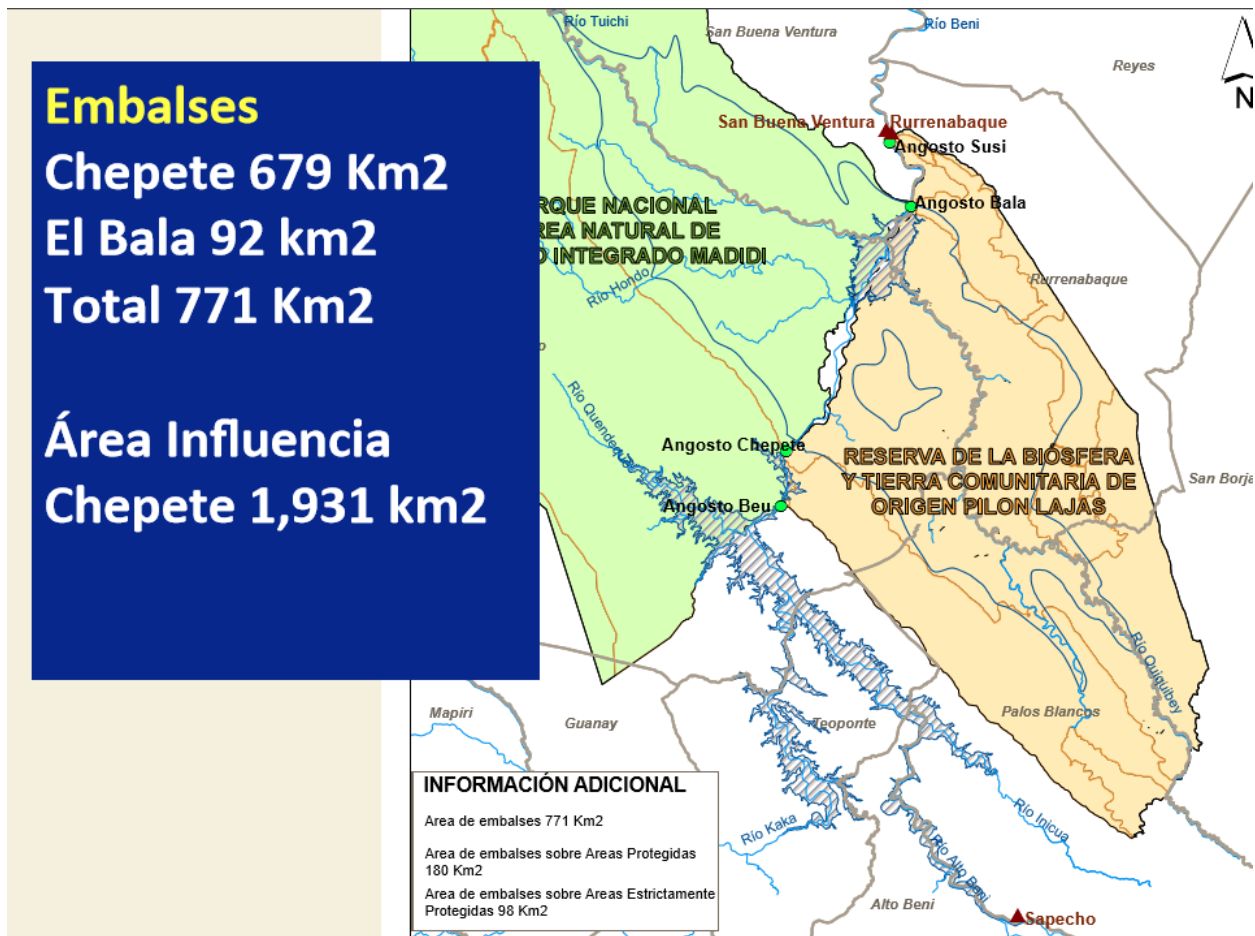 Embalses
Chepete 679 Km2
El Bala 92 km2
Total 771 Km2
Área Influencia
Chepete 1,931 km2
Río Tuichi
San Buena Ventura
Río Beni
Reyes
N
San Buena Ventura
Rurrenabaque
Angosto Susi
Angosto Bala
RQUE NACIONAL
REA NATURAL DE
O INTEGRADO MADIDI
Río Hondo
Rurrenabaque
o
Angosto Chepete
RESERVA DE LA BIÓSFERA
Y TIERRA COMUNITARIA DE
ORIGEN PILON LAJAS
San Borja
Angosto Beu
Río Quiquibey
Palos Blancos
Mapiri
Guanay
Teoponte
INFORMACIÓN ADICIONAL
Area de embalses 771 Km2
Area de embalses sobre Areas Protegidas
180 Km2
Area de embalses sobre Areas Estrictamente
Protegidas 98 Km2
Río Kaka
Río Inicua
Río Alto Beni
Alto Beni
Sapecho